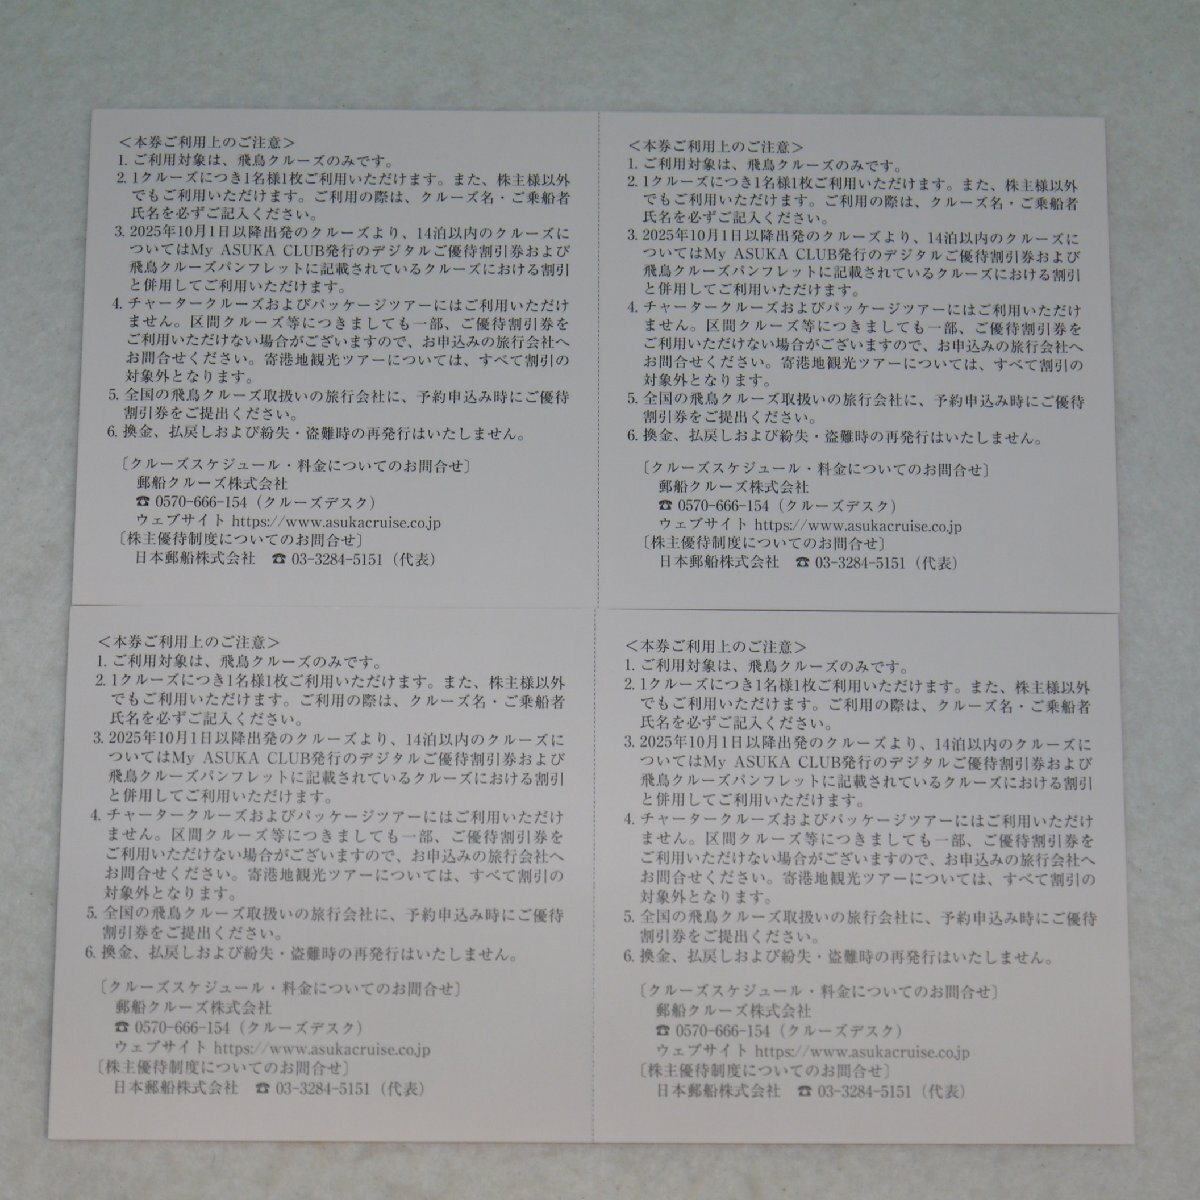 ＜本券ご利用上のご注意＞
1. ご利用対象は、飛鳥クルーズのみです。
2. 1クルーズにつき1名様1枚ご利用いただけます。また、株主様以外
でもご利用いただけます。ご利用の際は、クルーズ名・ご乗船者
氏名を必ずご記入ください。
3. 2025年10月1日以降出発のクルーズより、14泊以内のクルーズに
ついてはMy ASUKA CLUB発行のデジタルご優待割引券および
飛鳥クルーズパンフレットに記載されているクルーズにおける割引
と併用してご利用いただけます。
4. チャータークルーズおよびパッケージツアーにはご利用いただけ
ません。区間クルーズ等につきましても一部、ご優待割引券を
ご利用いただけない場合がございますので、お申込みの旅行会社へ
お問合せください。寄港地観光ツアーについては、すべて割引の
対象外となります。
5. 全国の飛鳥クルーズ取扱いの旅行会社に、予約申込み時にご優待
割引券をご提出ください。
6. 換金、払戻しおよび紛失・盗難時の再発行はいたしません。
〔クルーズスケジュール・料金についてのお問合せ〕
郵船クルーズ株式会社
☎ 0570-666-154（クルーズデスク）
ウェブサイト https://www.asukacruise.co.jp
〔株主優待制度についてのお問合せ〕
日本郵船株式会社　☎ 03-3284-5151（代表）
＜本券ご利用上のご注意＞
1. ご利用対象は、飛鳥クルーズのみです。
2. 1クルーズにつき1名様1枚ご利用いただけます。また、株主様以外
でもご利用いただけます。ご利用の際は、クルーズ名・ご乗船者
氏名を必ずご記入ください。
3. 2025年10月1日以降出発のクルーズより、14泊以内のクルーズに
ついてはMy ASUKA CLUB発行のデジタルご優待割引券および
飛鳥クルーズパンフレットに記載されているクルーズにおける割引
と併用してご利用いただけます。
4. チャータークルーズおよびパッケージツアーにはご利用いただけ
ません。区間クルーズ等につきましても一部、ご優待割引券を
ご利用いただけない場合がございますので、お申込みの旅行会社へ
お問合せください。寄港地観光ツアーについては、すべて割引の
対象外となります。
5. 全国の飛鳥クルーズ取扱いの旅行会社に、予約申込み時にご優待
割引券をご提出ください。
6. 換金、払戻しおよび紛失・盗難時の再発行はいたしません。
〔クルーズスケジュール・料金についてのお問合せ〕
郵船クルーズ株式会社
☎ 0570-666-154（クルーズデスク）
ウェブサイト https://www.asukacruise.co.jp
〔株主優待制度についてのお問合せ〕
日本郵船株式会社　☎ 03-3284-5151（代表）
＜本券ご利用上のご注意＞
1. ご利用対象は、飛鳥クルーズのみです。
2. 1クルーズにつき1名様1枚ご利用いただけます。また、株主様以外
でもご利用いただけます。ご利用の際は、クルーズ名・ご乗船者
氏名を必ずご記入ください。
3. 2025年10月1日以降出発のクルーズより、14泊以内のクルーズに
ついてはMy ASUKA CLUB発行のデジタルご優待割引券および
飛鳥クルーズパンフレットに記載されているクルーズにおける割引
と併用してご利用いただけます。
4. チャータークルーズおよびパッケージツアーにはご利用いただけ
ません。区間クルーズ等につきましても一部、ご優待割引券を
ご利用いただけない場合がございますので、お申込みの旅行会社へ
お問合せください。寄港地観光ツアーについては、すべて割引の
対象外となります。
5. 全国の飛鳥クルーズ取扱いの旅行会社に、予約申込み時にご優待
割引券をご提出ください。
6. 換金、払戻しおよび紛失・盗難時の再発行はいたしません。
〔クルーズスケジュール・料金についてのお問合せ〕
郵船クルーズ株式会社
☎ 0570-666-154（クルーズデスク）
ウェブサイト https://www.asukacruise.co.jp
〔株主優待制度についてのお問合せ〕
日本郵船株式会社　☎ 03-3284-5151（代表）
＜本券ご利用上のご注意＞
1. ご利用対象は、飛鳥クルーズのみです。
2. 1クルーズにつき1名様1枚ご利用いただけます。また、株主様以外
でもご利用いただけます。ご利用の際は、クルーズ名・ご乗船者
氏名を必ずご記入ください。
3. 2025年10月1日以降出発のクルーズより、14泊以内のクルーズに
ついてはMy ASUKA CLUB発行のデジタルご優待割引券および
飛鳥クルーズパンフレットに記載されているクルーズにおける割引
と併用してご利用いただけます。
4. チャータークルーズおよびパッケージツアーにはご利用いただけ
ません。区間クルーズ等につきましても一部、ご優待割引券を
ご利用いただけない場合がございますので、お申込みの旅行会社へ
お問合せください。寄港地観光ツアーについては、すべて割引の
対象外となります。
5. 全国の飛鳥クルーズ取扱いの旅行会社に、予約申込み時にご優待
割引券をご提出ください。
6. 換金、払戻しおよび紛失・盗難時の再発行はいたしません。
〔クルーズスケジュール・料金についてのお問合せ〕
郵船クルーズ株式会社
☎ 0570-666-154（クルーズデスク）
ウェブサイト https://www.asukacruise.co.jp
〔株主優待制度についてのお問合せ〕
日本郵船株式会社　☎ 03-3284-5151（代表）